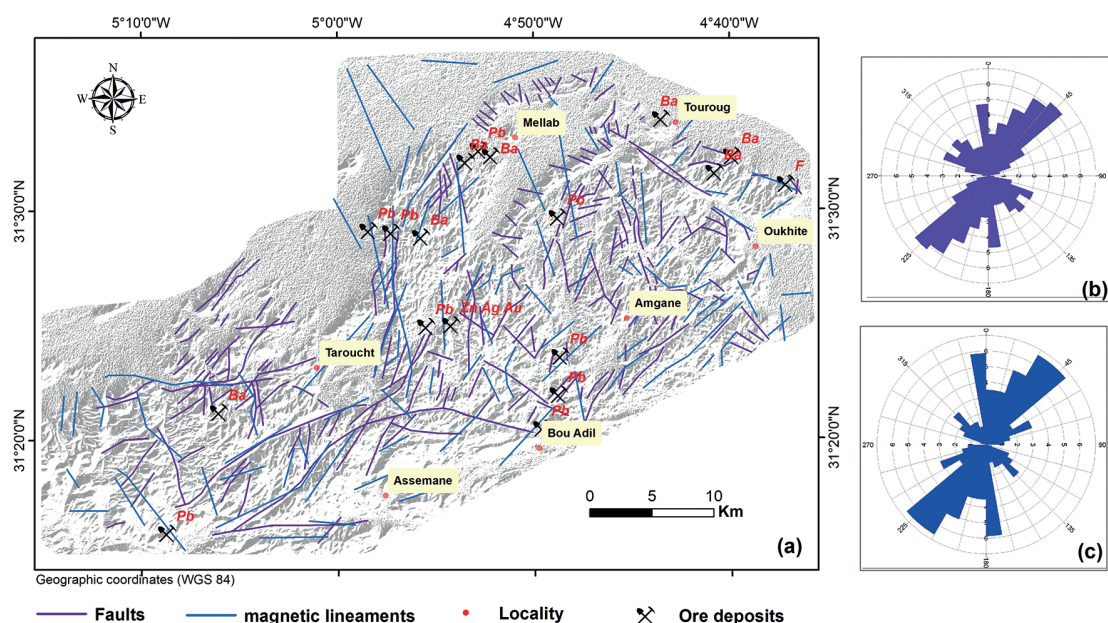 5°10'0"W 5°0'0"W 4°50'0"W 4°40'0"W
N
W E
S
31°30'0"N
31°20'0"N
31°30'0"N
31°20'0"N
Ba
Touroug
Mellab
Pb
Ba
Ba
Ba
Ba
F
Pb
Pb
Pb
Ba
Oukhite
Amgane
Pb
Zn Ag Au
Taroucht
Pb
Ba
Pb
Pb
Bou Adil
Assemane
0 5 10
Km
Pb
(a)
Geographic coordinates (WGS 84)
Faults
magnetic lineaments
Locality
Ore deposits
0
315
45
270
90
225
135
180
(b)
0
315
45
270
90
225
135
180
(c)